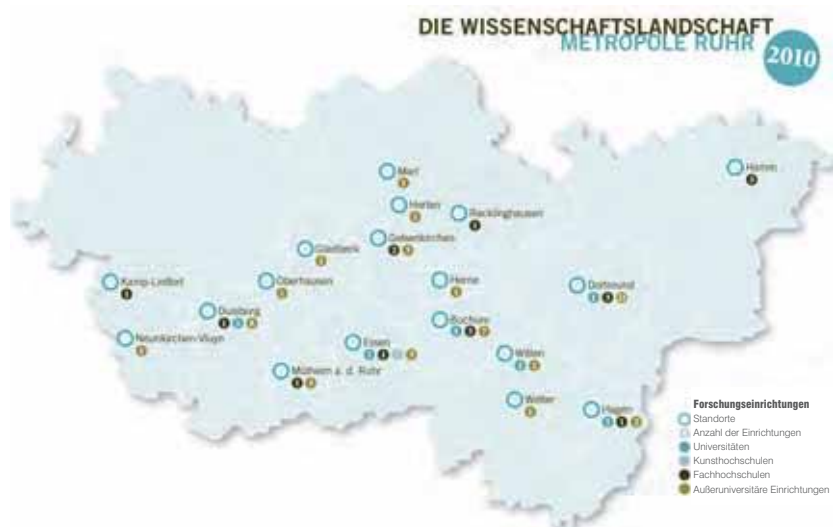 DIE WISSENSCHAFTSLANDSCHAFT
METROPOLE RUHR
2010
Marl
Hamm
Herten
Recklinghausen
Gelsenkirchen
Gladbeck
Kamp-Lintfort
Oberhausen
Herne
Dortmund
Duisburg
Bochum
Neunkirchen-Vluyn
Essen
Witten
Mülheim a. d. Ruhr
Wetter
Hagen
Forschungseinrichtungen
Standorte
Anzahl der Einrichtungen
Universitäten
Kunsthochschulen
Fachhochschulen
Außeruniversitäre Einrichtungen